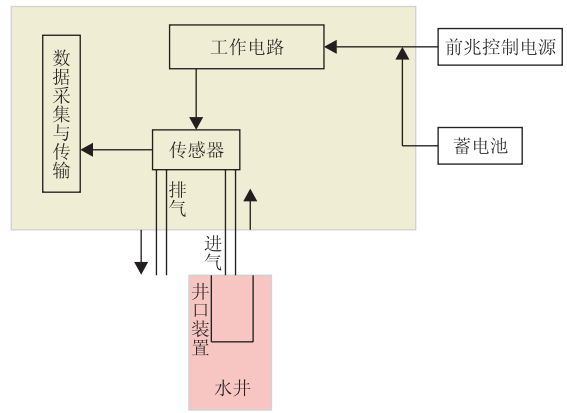 工作电路
前兆控制电源
数据采集与传输
传感器
蓄电池
排气
进气
井口装置
水井